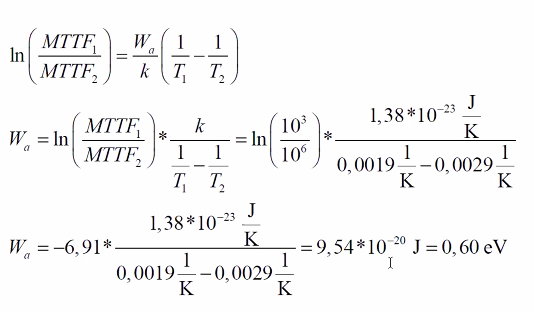 ln(MTTF₁/MTTF₂) = Wₐ/k (1/T₁ − 1/T₂)
Wₐ = ln(MTTF₁/MTTF₂) * k/(1/T₁ − 1/T₂) = ln(10³/10⁶) * (1,38*10⁻²³ J/K)/(0,0019 1/K − 0,0029 1/K)
Wₐ = −6,91* (1,38*10⁻²³ J/K)/(0,0019 1/K − 0,0029 1/K) = 9,54*10⁻²⁰ J = 0,60 eV